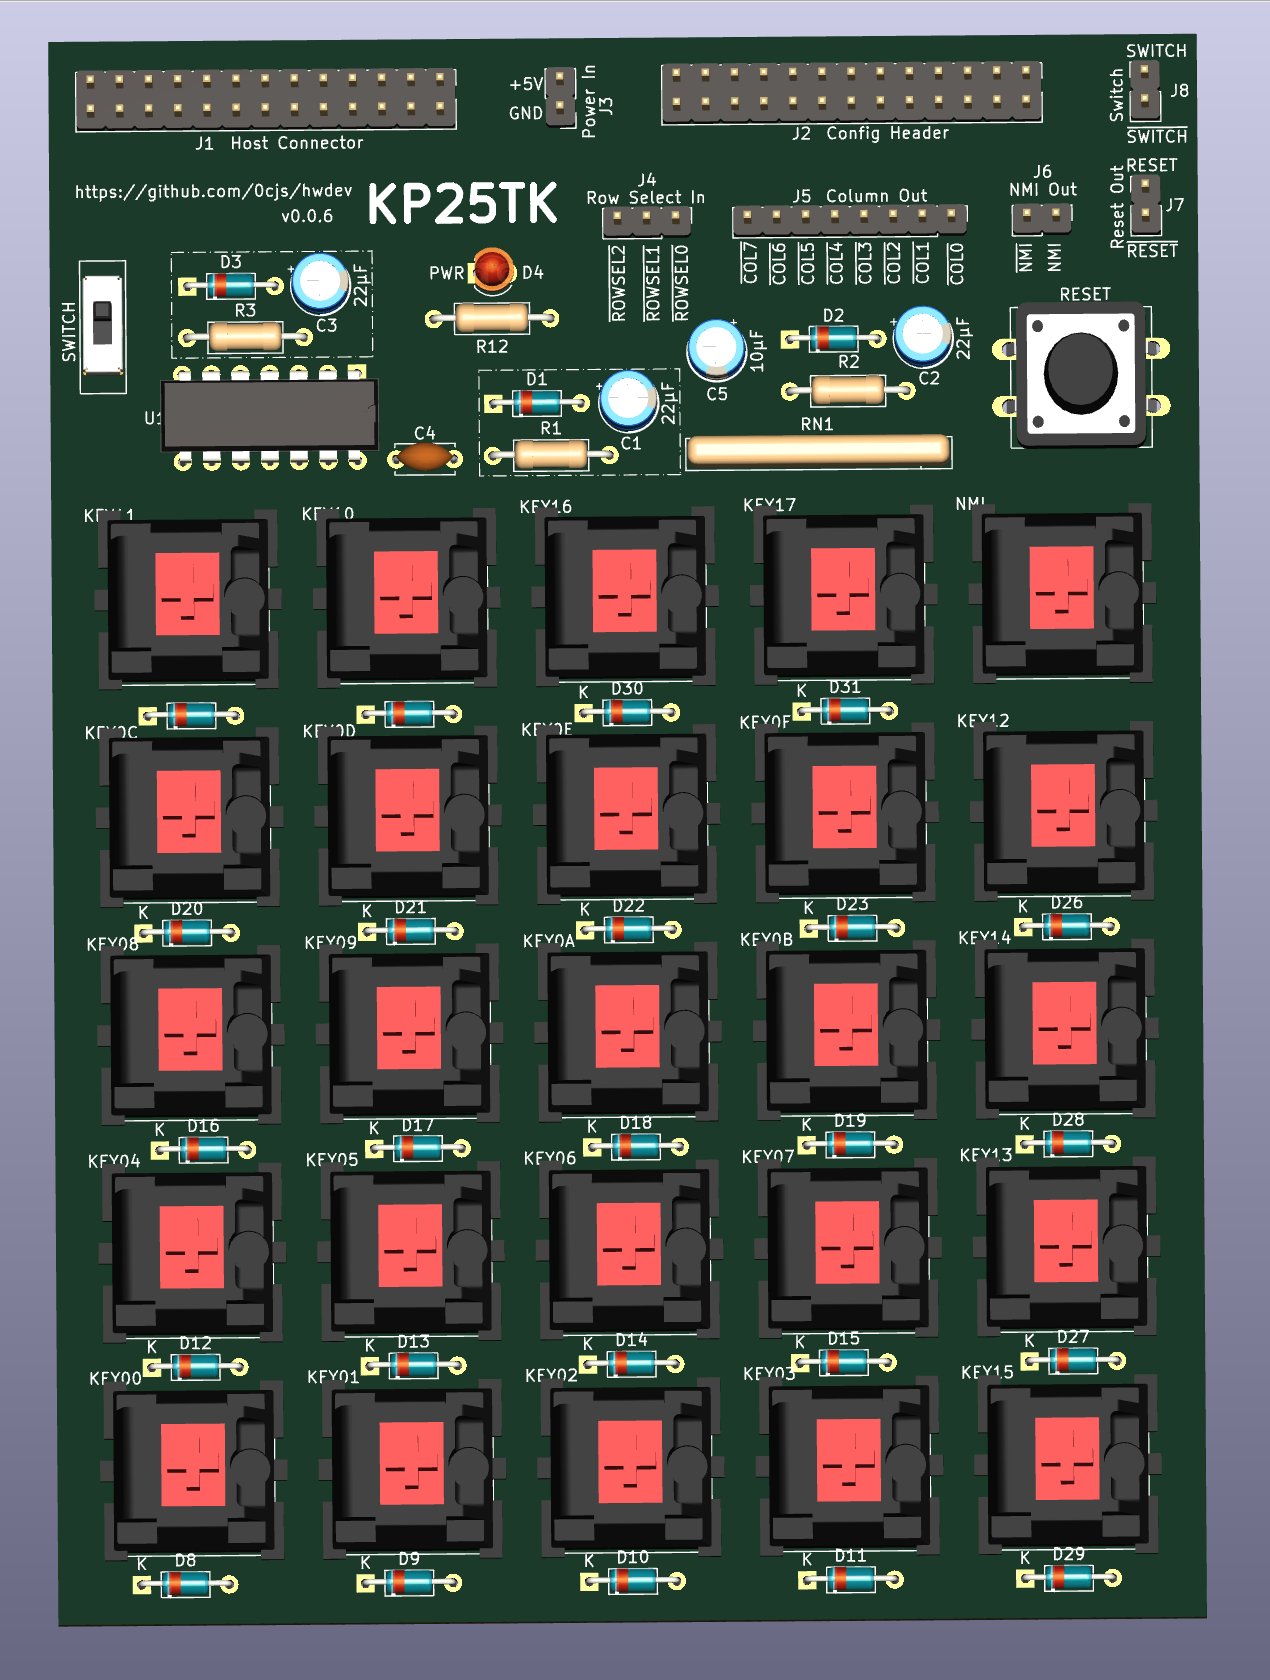 SWITCH
+5V
GND
Power In
J3
Switch
J8
J1 Host Connector
J2 Config Header
SWITCH
https://github.com/0cjs/hwdev
v0.0.6
KP25TK
J4
Row Select In
J5 Column Out
J6
NMI Out
RESET
Reset Out
J7
RESET
ROWSEL2
ROWSEL1
ROWSEL0
COL7
COL6
COL5
COL4
COL3
COL2
COL1
COL0
NMI
NMI
SWITCH
D3
+
22µF
R3
C3
PWR
D4
R12
D1
+
22µF
R1
C1
+
10µF
C5
D2
+
22µF
R2
C2
RESET
U1
C4
RN1
KEY11
KEY10
KEY16
KEY17
NMI
K
D30
K
D31
KEY0C
KEY0D
KEY0E
KEY0F
KEY12
K
D20
K
D21
K
D22
K
D23
K
D26
KEY08
KEY09
KEY0A
KEY0B
KEY14
K
D16
K
D17
K
D18
K
D19
K
D28
KEY04
KEY05
KEY06
KEY07
KEY13
K
D12
K
D13
K
D14
K
D15
K
D27
KEY00
KEY01
KEY02
KEY03
KEY15
K
D8
K
D9
K
D10
K
D11
K
D29